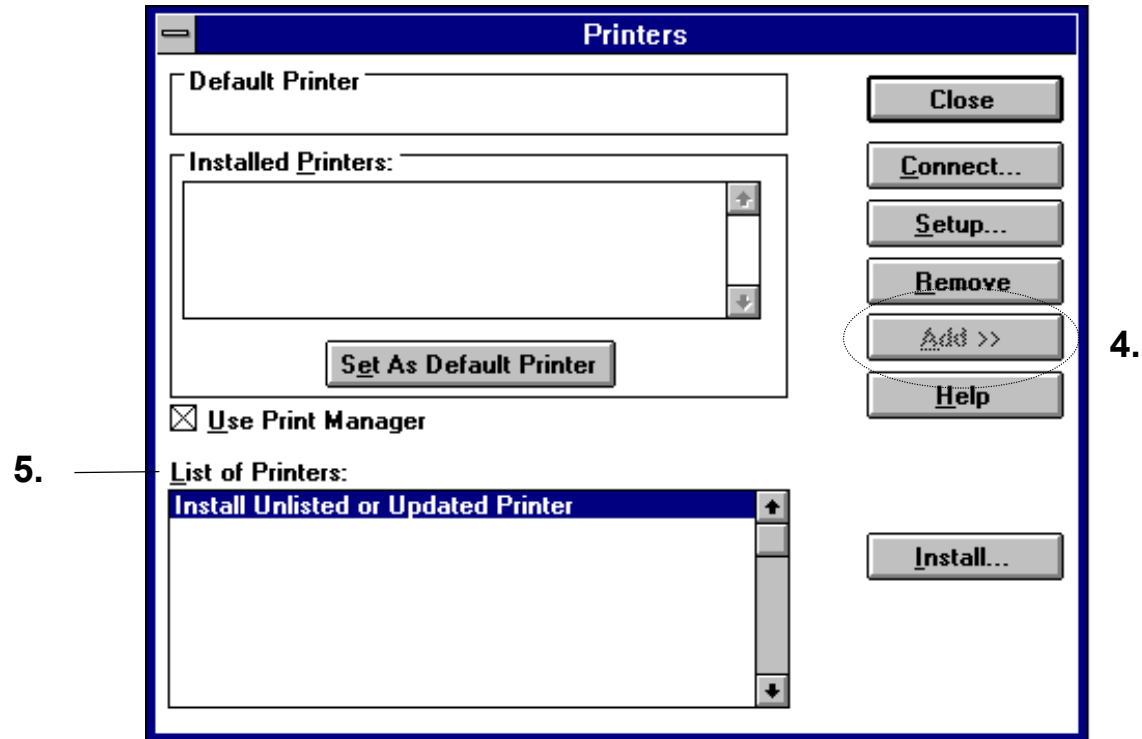 Printers
Default Printer
Close
Installed Printers:
Connect...
Setup...
Remove
Add >>
4.
Set As Default Printer
Help
Use Print Manager
5.
List of Printers:
Install Unlisted or Updated Printer
Install...